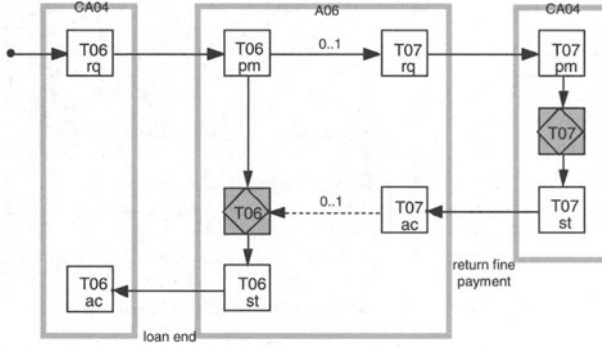 CA04
A06
CA04
T06
rq
T06
pm
0..1
T07
rq
T07
pm
T07
T06
0..1
T07
ac
T07
st
T06
ac
T06
st
return fine
payment
loan end